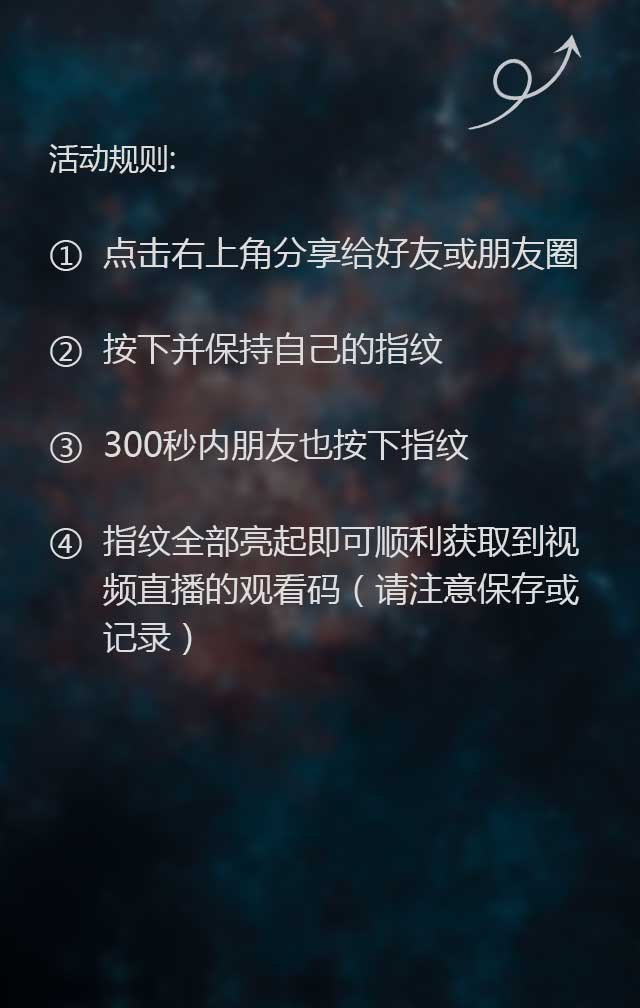 活动规则:
① 点击右上角分享给好友或朋友圈
② 按下并保持自己的指纹
③ 300秒内朋友也按下指纹
④ 指纹全部亮起即可顺利获取到视
频直播的观看码（请注意保存或
记录）